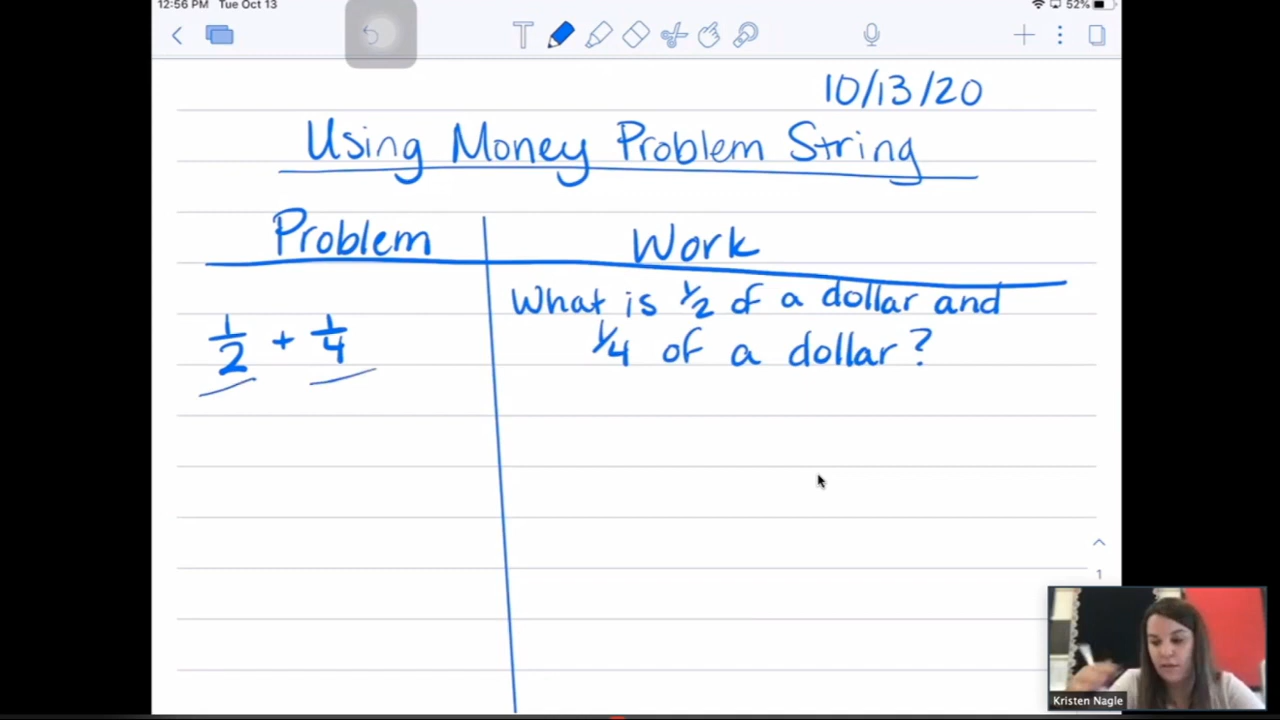 12:56 PM Tue Oct 13 52%
T
10/13/20
Using Money Problem String
Problem Work
What is 1/2 of a dollar and
1/2 + 1/4
1/4 of a dollar?
1
Kristen Nagle